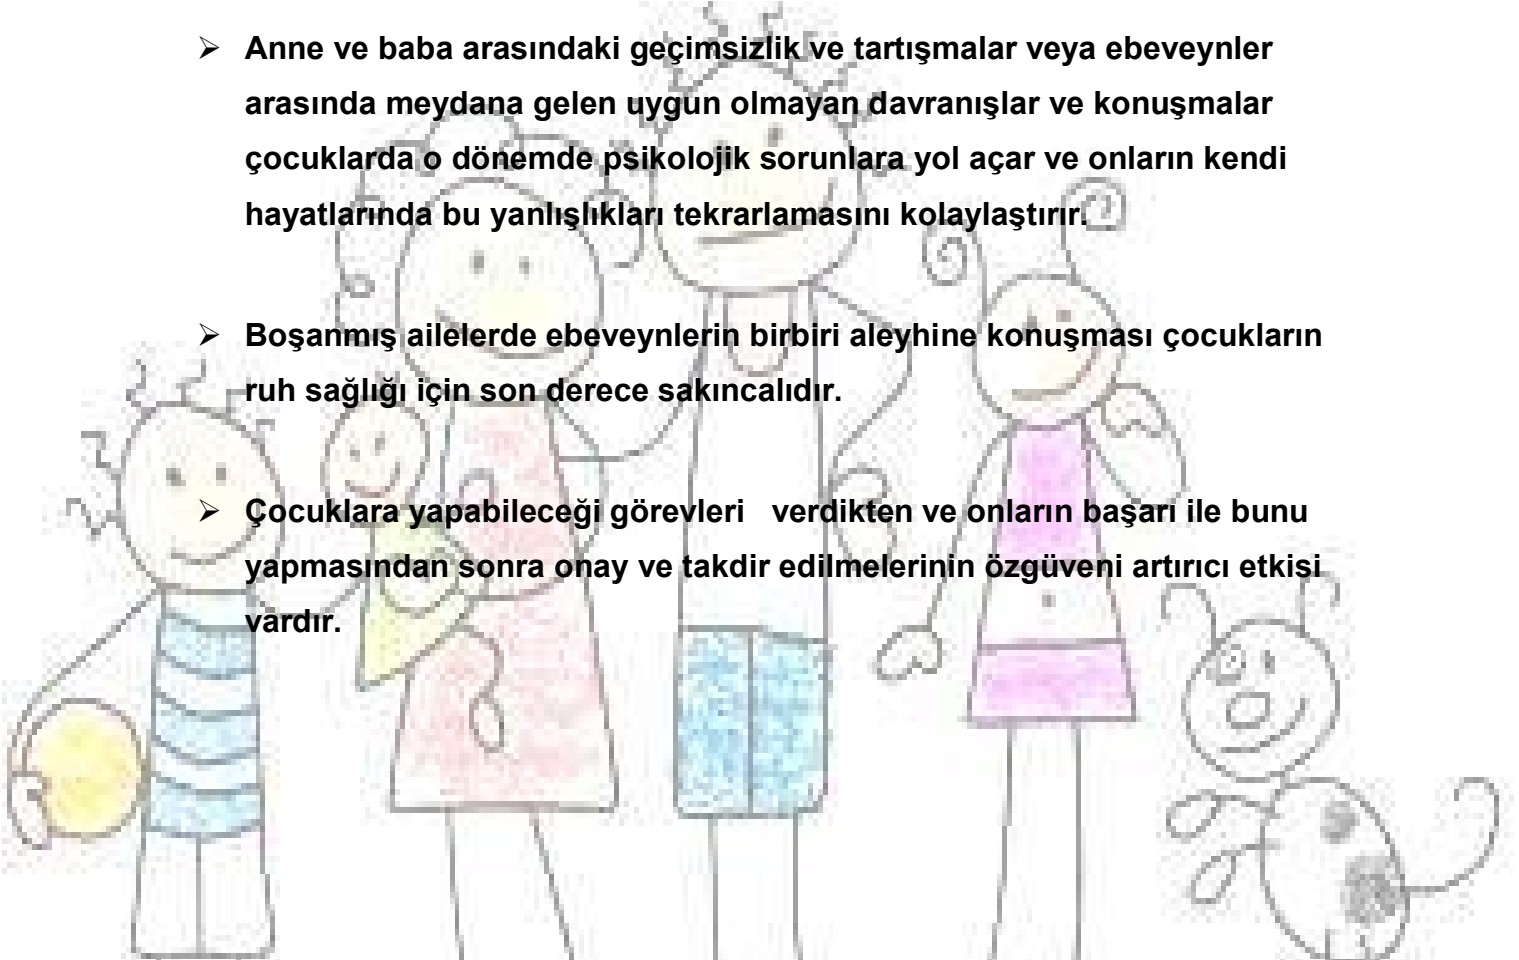 ➢ Anne ve baba arasındaki geçimsizlik ve tartışmalar veya ebeveynler
arasında meydana gelen uygun olmayan davranışlar ve konuşmalar
çocuklarda o dönemde psikolojik sorunlara yol açar ve onların kendi
hayatlarında bu yanlışlıkları tekrarlamasını kolaylaştırır.
➢ Boşanmış ailelerde ebeveynlerin birbiri aleyhine konuşması çocukların
ruh sağlığı için son derece sakıncalıdır.
➢ Çocuklara yapabileceği görevleri verdikten ve onların başarı ile bunu
yapmasından sonra onay ve takdir edilmelerinin özgüveni artırıcı etkisi
vardır.